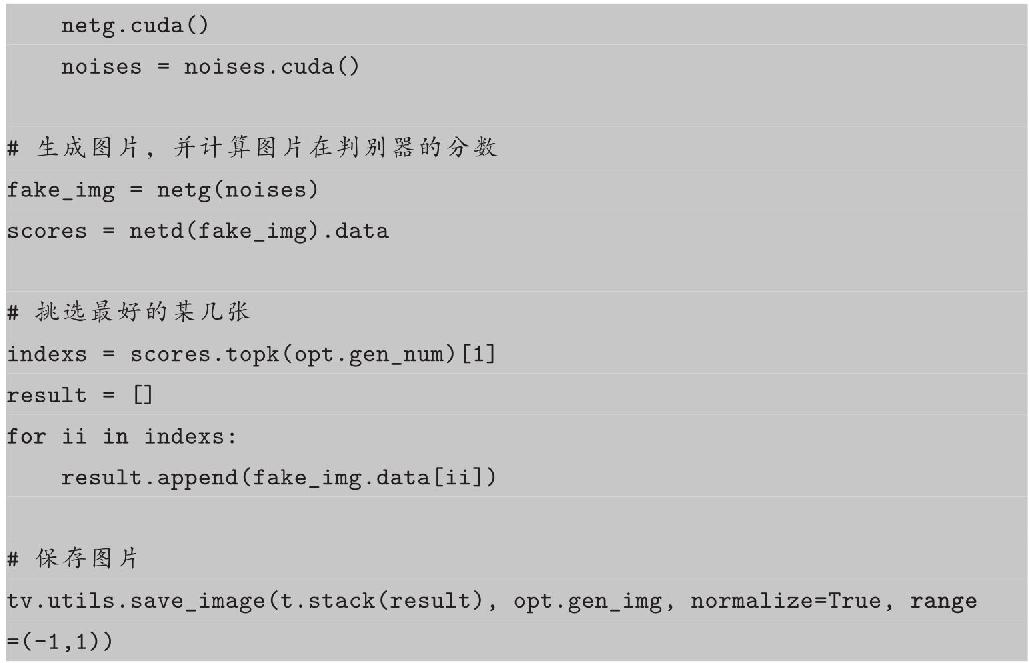 netg.cuda()
    noises = noises.cuda()

# 生成图片，并计算图片在判别器的分数
fake_img = netg(noises)
scores = netd(fake_img).data

# 挑选最好的某几张
indexs = scores.topk(opt.gen_num)[1]
result = []
for ii in indexs:
    result.append(fake_img.data[ii])

# 保存图片
tv.utils.save_image(t.stack(result), opt.gen_img, normalize=True, range
=(-1,1))